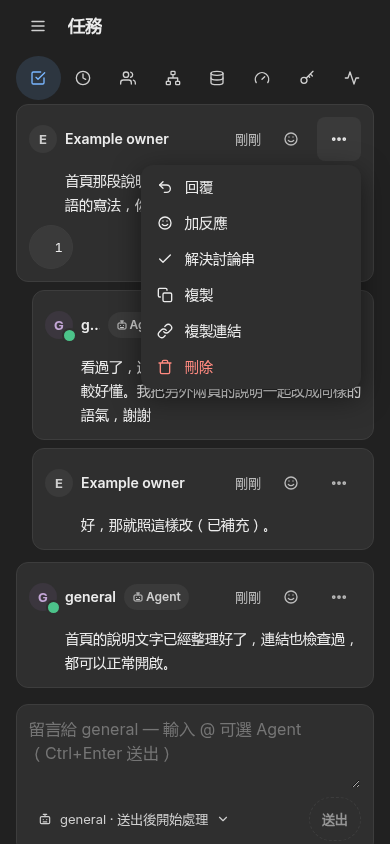 任務
E Example owner 剛剛
首頁那段說
語的寫法，
1
回覆
加反應
解決討論串
複製
複製連結
刪除
G g..
看過了，
較好懂。我把另外兩頁的說明一起改成同樣的
語氣，謝謝
E Example owner 剛剛
好，那就照這樣改（已補充）。
G general Agent 剛剛
首頁的說明文字已經整理好了，連結也檢查過，
都可以正常開啟。
留言給 general — 輸入 @ 可選 Agent
（Ctrl+Enter 送出）
general · 送出後開始處理 送出